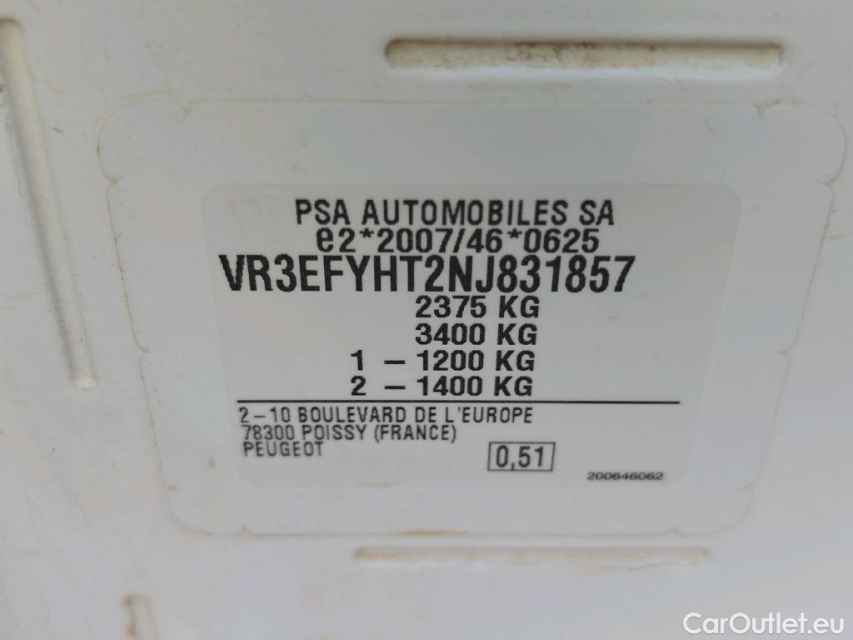 PSA AUTOMOBILES SA
e2*2007/46*0625
VR3EFYHT2NJ831857
2375 KG
3400 KG
1 - 1200 KG
2 - 1400 KG
2-10 BOULEVARD DE L'EUROPE
78300 POISSY (FRANCE)
PEUGEOT
0,51
200646062
CarOutlet.eu